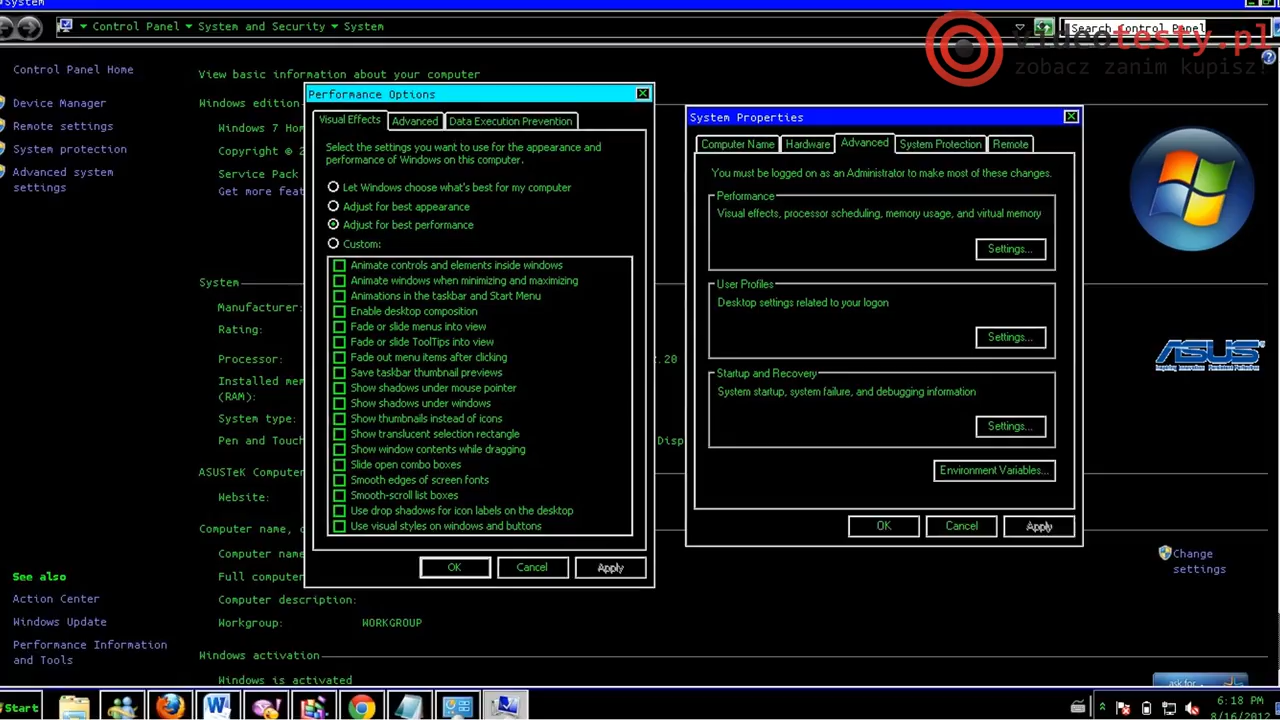 System
Control Panel ▾ System and Security ▾ System
Search Control Panel
videotesty.pl
zobacz zanim kupisz!
Control Panel Home
Device Manager
Remote settings
System protection
Advanced system
settings
See also
Action Center
Windows Update
Performance Information
and Tools
View basic information about your computer
Windows edition
Windows 7 Hom
Copyright ©
Service Pack
Get more feat
System
Manufacturer:
Rating:
Processor:
.20
Installed mem
(RAM):
System type:
Pen and Touch
Disp
ASUSTeK Computer
Website:
Computer name,
Computer name
Full computer
Computer description:
Workgroup:
WORKGROUP
Windows activation
Windows is activated
Performance Options
Visual Effects
Advanced
Data Execution Prevention
Select the settings you want to use for the appearance and
performance of Windows on this computer.
Let Windows choose what's best for my computer
Adjust for best appearance
Adjust for best performance
Custom:
Animate controls and elements inside windows
Animate windows when minimizing and maximizing
Animations in the taskbar and Start Menu
Enable desktop composition
Fade or slide menus into view
Fade or slide ToolTips into view
Fade out menu items after clicking
Save taskbar thumbnail previews
Show shadows under mouse pointer
Show shadows under windows
Show thumbnails instead of icons
Show translucent selection rectangle
Show window contents while dragging
Slide open combo boxes
Smooth edges of screen fonts
Smooth-scroll list boxes
Use drop shadows for icon labels on the desktop
Use visual styles on windows and buttons
OK
Cancel
Apply
System Properties
Computer Name
Hardware
Advanced
System Protection
Remote
You must be logged on as an Administrator to make most of these changes.
Performance
Visual effects, processor scheduling, memory usage, and virtual memory
Settings...
User Profiles
Desktop settings related to your logon
Settings...
Startup and Recovery
System startup, system failure, and debugging information
Settings...
Environment Variables...
OK
Cancel
Apply
ASUS
Change
settings
ask for
Start
6:18 PM
8/16/2012